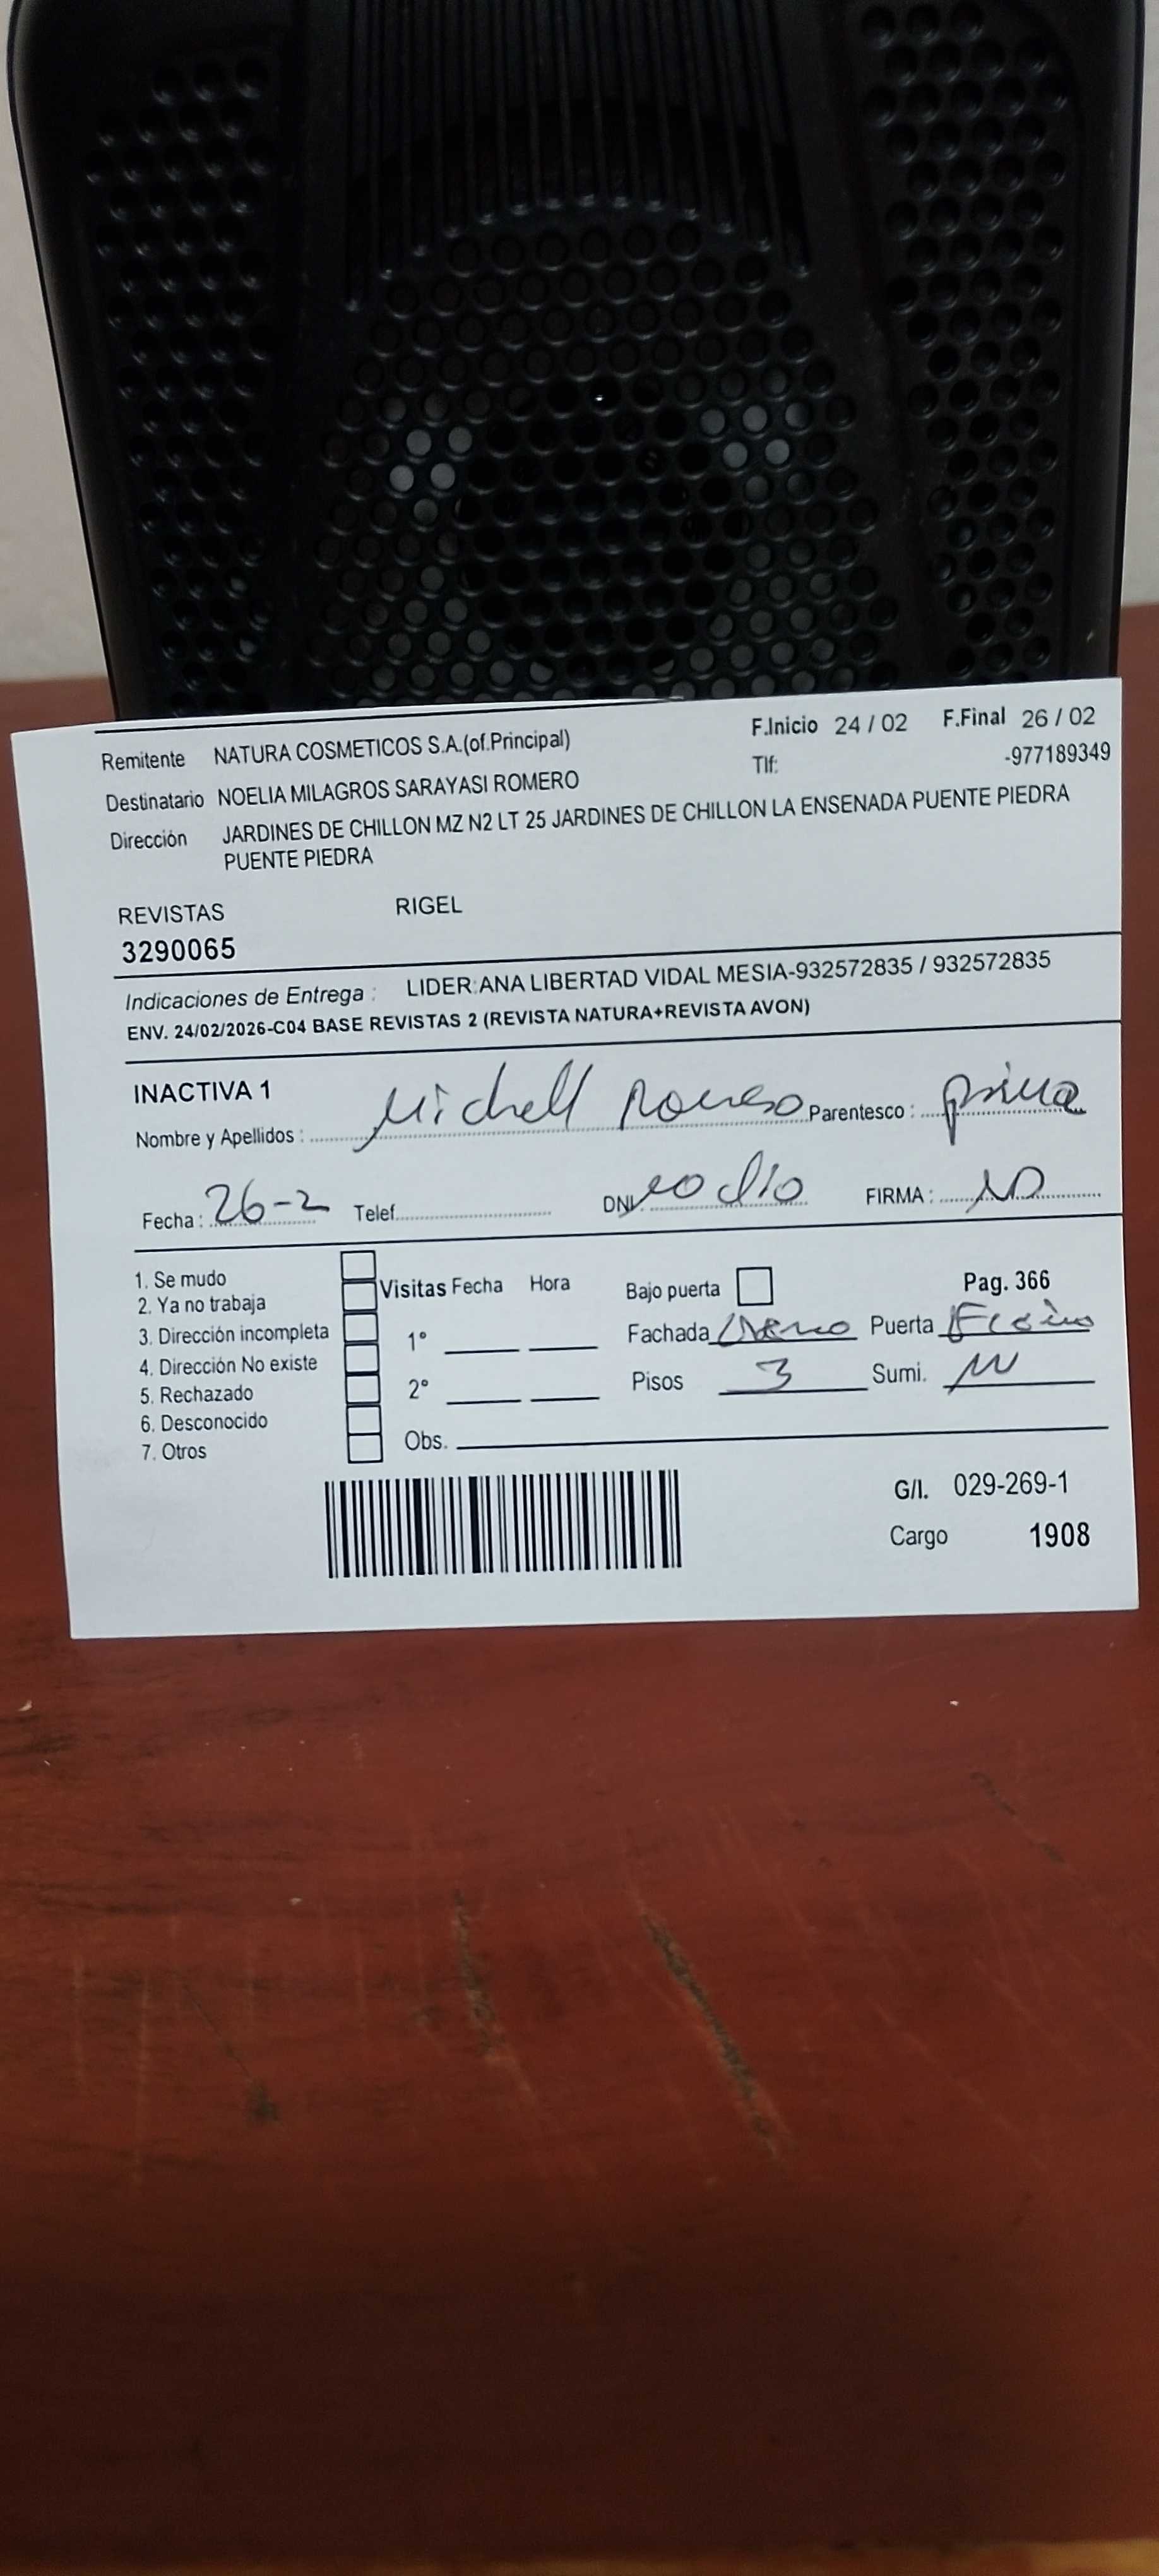 Remitente NATURA COSMETICOS S.A.(of.Principal) F.Inicio 24 / 02 F.Final 26 / 02
Tlf: -977189349
Destinatario NOELIA MILAGROS SARAYASI ROMERO
Dirección JARDINES DE CHILLON MZ N2 LT 25 JARDINES DE CHILLON LA ENSENADA PUENTE PIEDRA
PUENTE PIEDRA
REVISTAS RIGEL
3290065
Indicaciones de Entrega : LIDER:ANA LIBERTAD VIDAL MESIA-932572835 / 932572835
ENV. 24/02/2026-C04 BASE REVISTAS 2 (REVISTA NATURA+REVISTA AVON)
INACTIVA 1
Nombre y Apellidos : Michell Romero Parentesco : prima
Fecha : 26-2 Telef. DNI. no dio FIRMA :
1. Se mudo
2. Ya no trabaja
3. Dirección incompleta
4. Dirección No existe
5. Rechazado
6. Desconocido
7. Otros
Visitas Fecha Hora
1°
2°
Obs.
Bajo puerta Pag. 366
Fachada Puerta
Pisos 3 Sumi.
G/I. 029-269-1
Cargo 1908